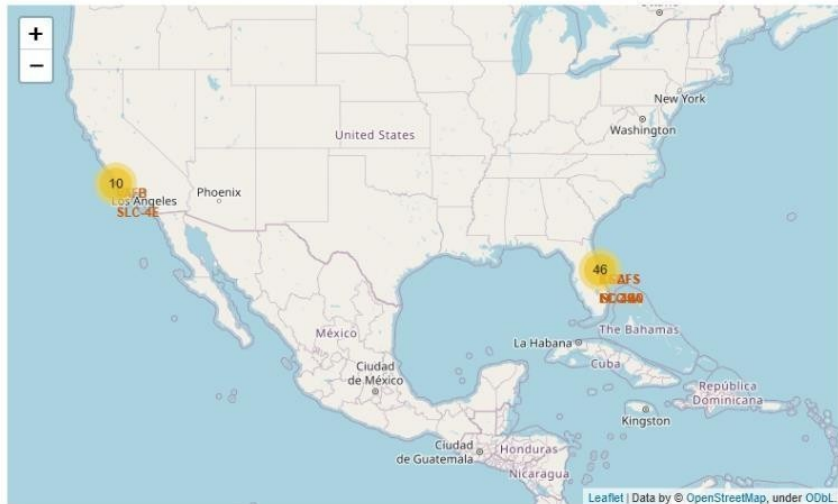 Ottawa
+
−
New York
United States
Washington
10
Phoenix
Los Angeles
SLC-4E
46
The Bahamas
La Habana
México
Cuba
Ciudad
de México
República
Dominicana
Kingston
Ciudad
de Guatemala
Honduras
Nicaragua
Leaflet | Data by © OpenStreetMap, under ODbL